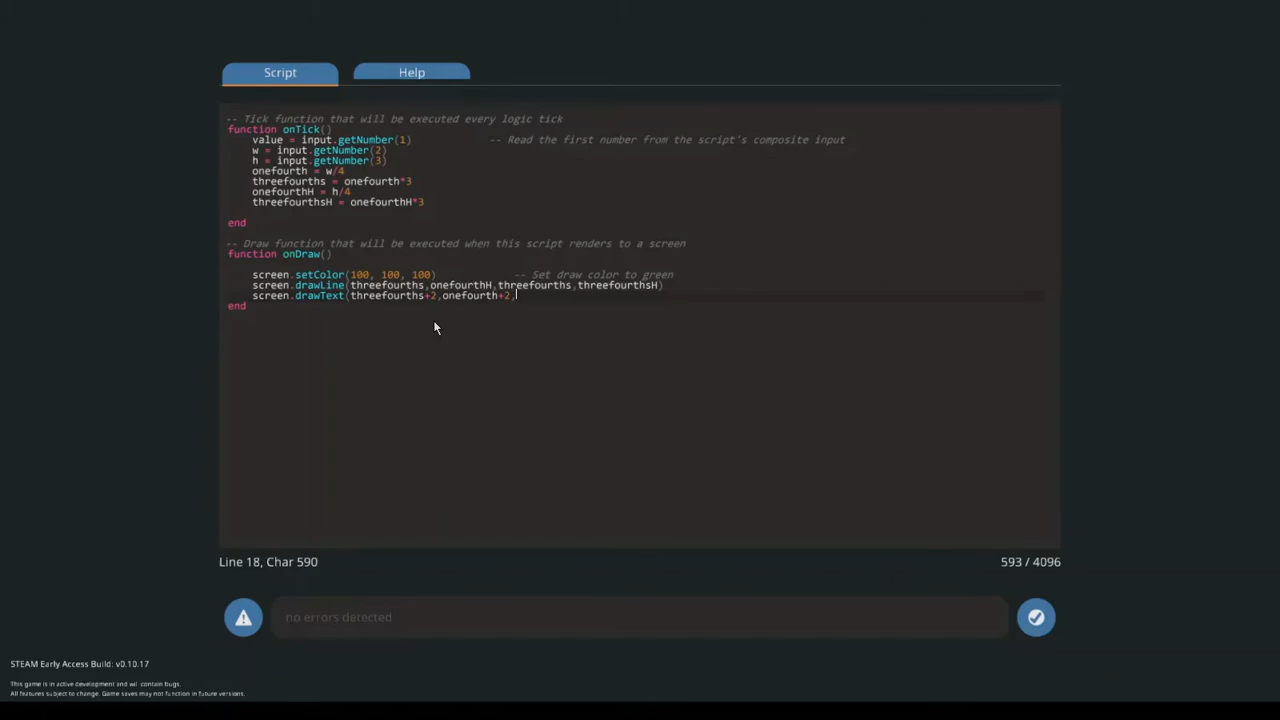 Script
Help
-- Tick function that will be executed every logic tick
function onTick()
value = input.getNumber(1) -- Read the first number from the script's composite input
w = input.getNumber(2)
h = input.getNumber(3)
onefourth = w/4
threefourths = onefourth*3
onefourthH = h/4
threefourthsH = onefourthH*3
end
-- Draw function that will be executed when this script renders to a screen
function onDraw()
screen.setColor(100, 100, 100) -- Set draw color to green
screen.drawLine(threefourths,onefourthH,threefourths,threefourthsH)
screen.drawText(threefourths+2,onefourth+2,
end
Line 18, Char 590
593 / 4096
no errors detected
STEAM Early Access Build: v0.10.17
This game is in active development and will contain bugs.
All features subject to change. Game saves may not function in future versions.